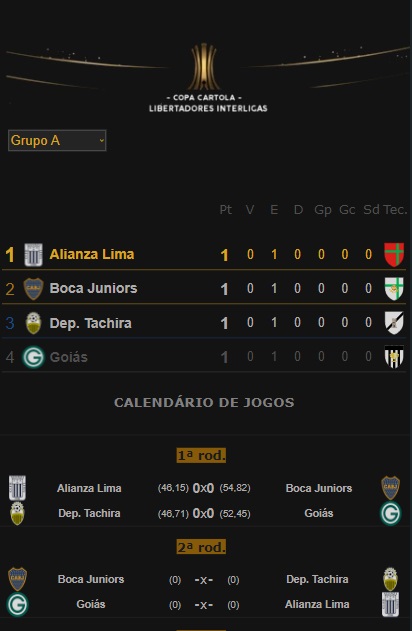 - COPA CARTOLA -
LIBERTADORES INTERLIGAS
Grupo A
Pt V E D Gp Gc Sd Tec.
1 Alianza Lima 1 0 1 0 0 0 0
2 Boca Juniors 1 0 1 0 0 0 0
3 Dep. Tachira 1 0 1 0 0 0 0
4 Goiás 1 0 1 0 0 0 0
CALENDÁRIO DE JOGOS
1ª rod.
Alianza Lima (46,15) 0x0 (54,82) Boca Juniors
Dep. Tachira (46,71) 0x0 (52,45) Goiás
2ª rod.
Boca Juniors (0) -x- (0) Dep. Tachira
Goiás (0) -x- (0) Alianza Lima